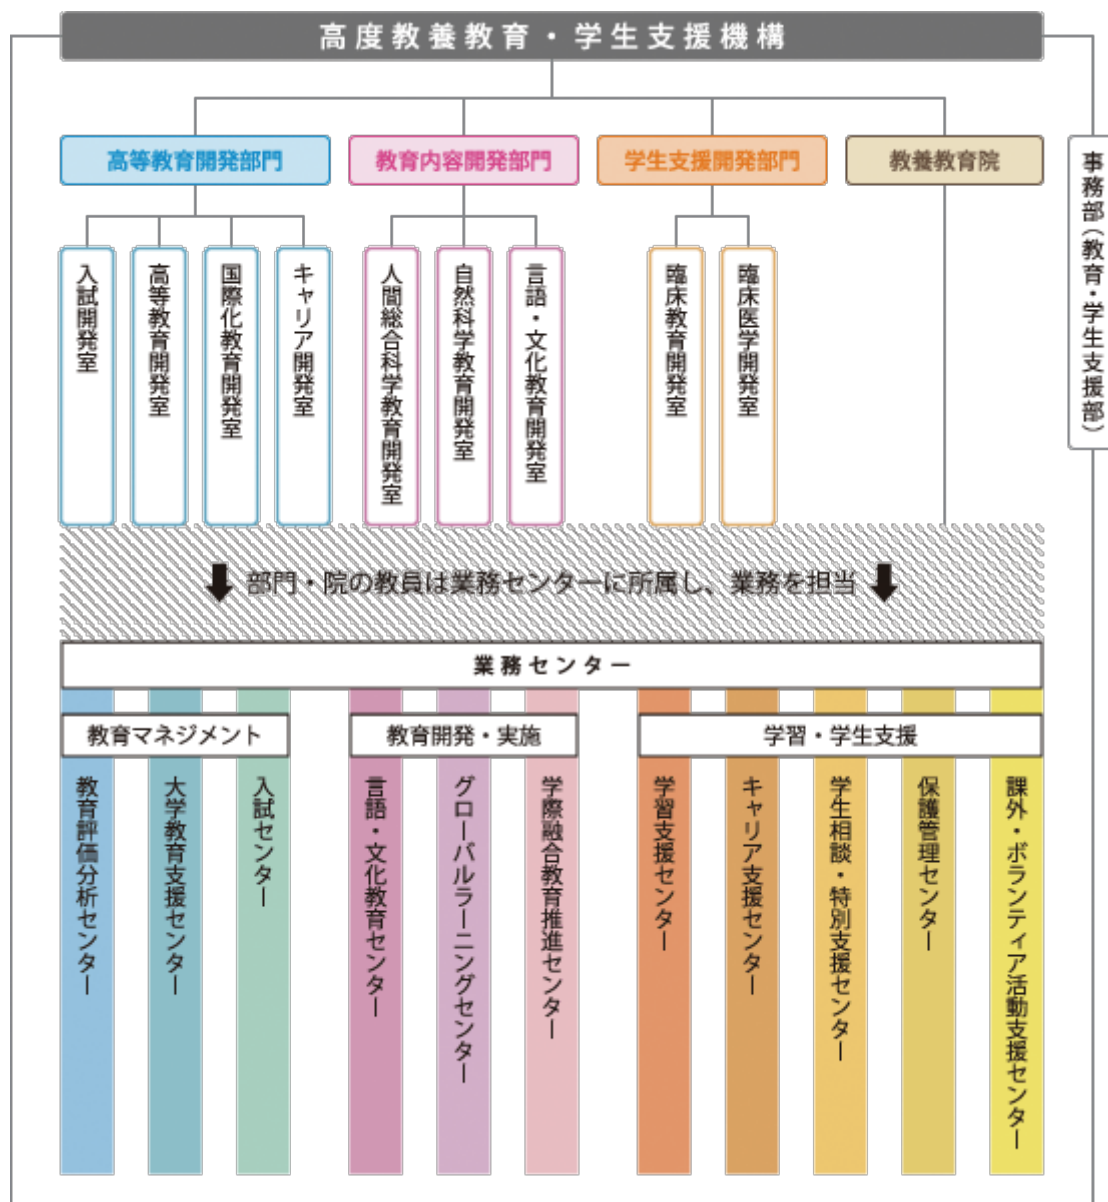 高度教養教育・学生支援機構
高等教育開発部門
教育内容開発部門
学生支援開発部門
教養教育院
事務部（教育・学生支援部）
入試開発室
高等教育開発室
国際化教育開発室
キャリア開発室
人間総合科学教育開発室
自然科学教育開発室
言語・文化教育開発室
臨床教育開発室
臨床医学開発室
部門・院の教員は業務センターに所属し、業務を担当
業務センター
教育マネジメント
教育開発・実施
学習・学生支援
教育評価分析センター
大学教育支援センター
入試センター
言語・文化教育センター
グローバルラーニングセンター
学際融合教育推進センター
学習支援センター
キャリア支援センター
学生相談・特別支援センター
保護管理センター
課外・ボランティア活動支援センター